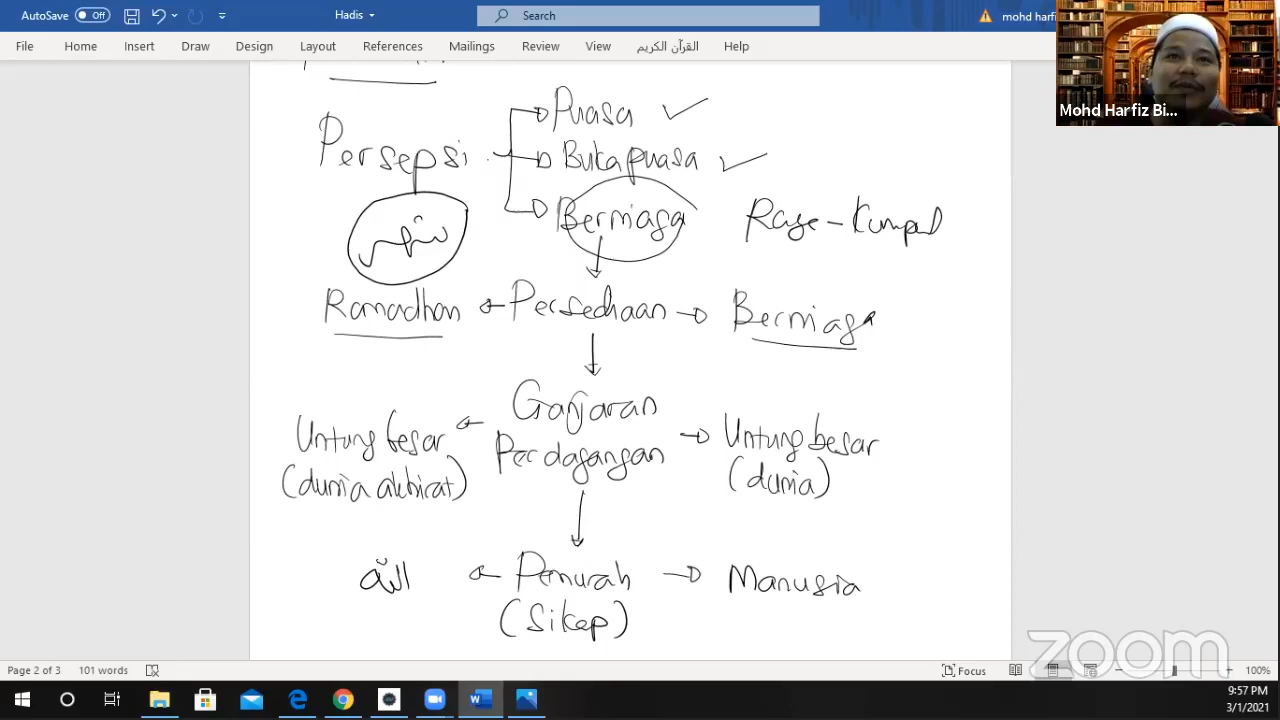 AutoSave Off
Hadis
Search
mohd harfi
File Home Insert Draw Design Layout References Mailings Review View القرآن الكريم Help
Mohd Harfiz Bi...
Puasa
Persepsi Buka puasa
Berniaga Raya - Kumpul
شهر
Ramadhan Persediaan Berniaga
Ganjaran
Untung besar Perdagangan Untung besar
(dunia akhirat) (dunia)
الله Pemurah Manusia
(Sikap)
zoom
Page 2 of 3 101 words Focus 100%
9:57 PM
3/1/2021